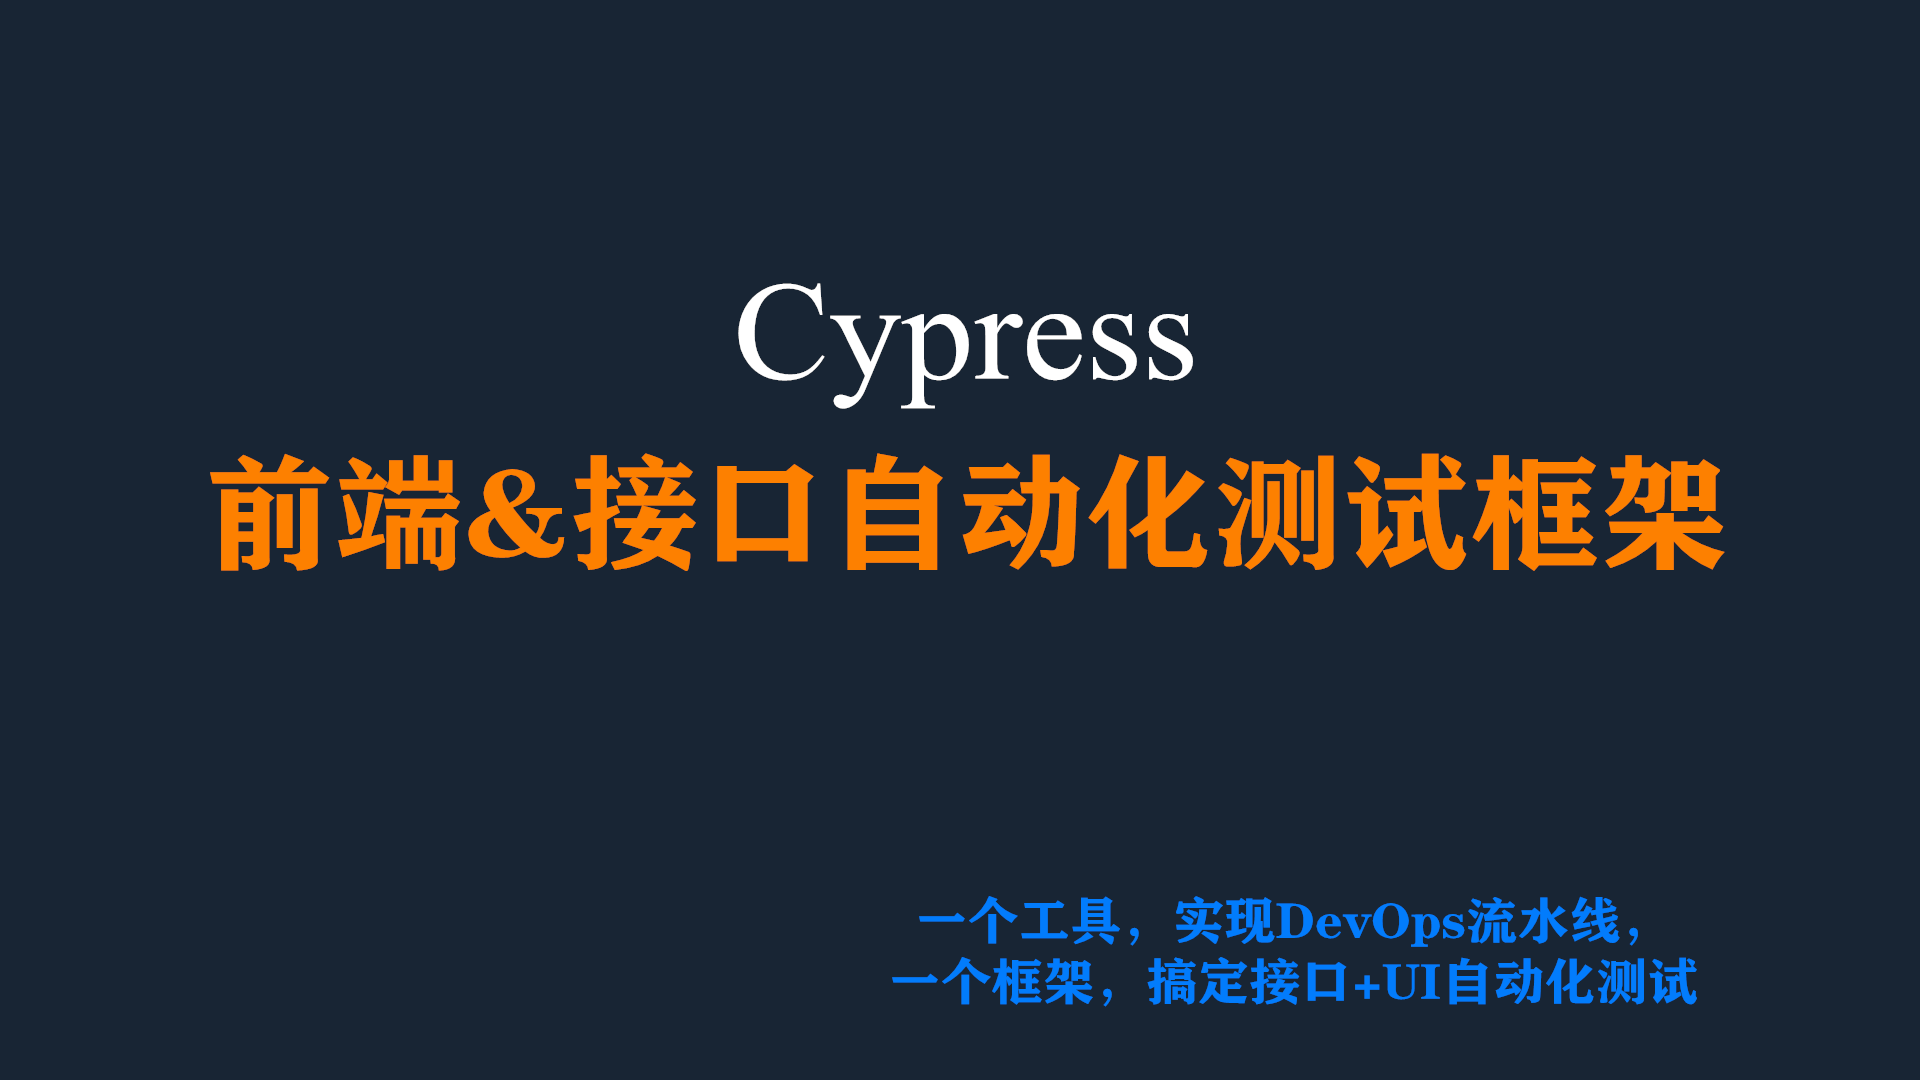 Cypress
前端&接口自动化测试框架
一个工具，实现DevOps流水线，
一个框架，搞定接口+UI自动化测试